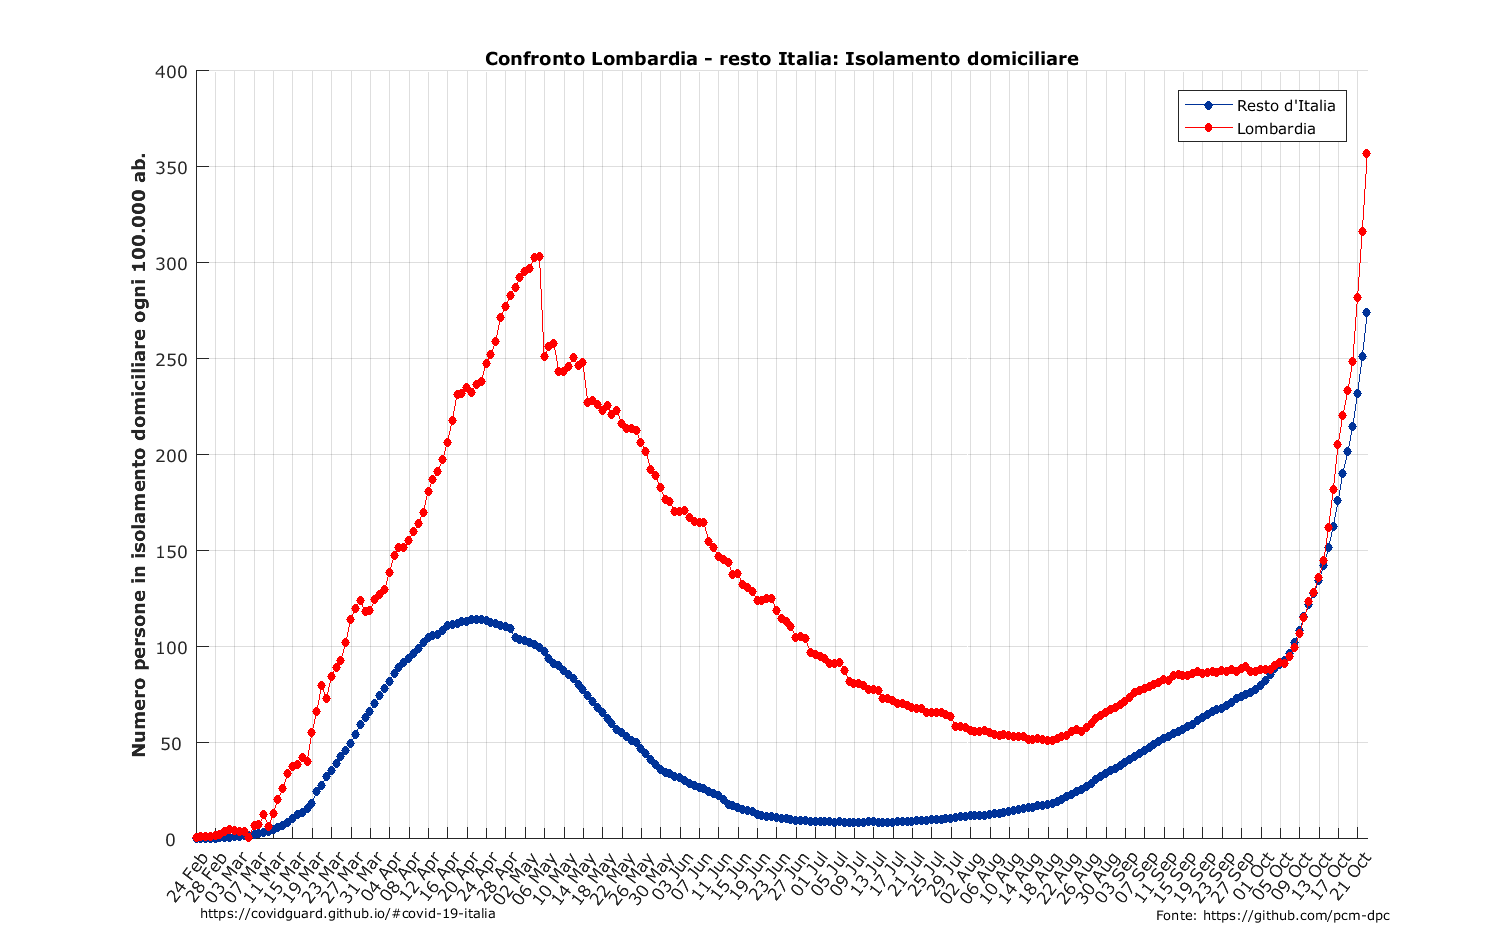 Confronto Lombardia - resto Italia: Isolamento domiciliare
Numero persone in isolamento domiciliare ogni 100.000 ab.
400
350
300
250
200
150
100
50
0
Resto d'Italia
Lombardia
24 Feb
28 Feb
03 Mar
07 Mar
11 Mar
15 Mar
19 Mar
23 Mar
27 Mar
31 Mar
04 Apr
08 Apr
12 Apr
16 Apr
20 Apr
24 Apr
28 Apr
02 May
06 May
10 May
14 May
18 May
22 May
26 May
30 May
03 Jun
07 Jun
11 Jun
15 Jun
19 Jun
23 Jun
27 Jun
01 Jul
05 Jul
09 Jul
13 Jul
17 Jul
21 Jul
25 Jul
29 Jul
02 Aug
06 Aug
10 Aug
14 Aug
18 Aug
22 Aug
26 Aug
30 Aug
03 Sep
07 Sep
11 Sep
15 Sep
19 Sep
23 Sep
27 Sep
01 Oct
05 Oct
09 Oct
13 Oct
17 Oct
21 Oct
https://covidguard.github.io/#covid-19-italia
Fonte: https://github.com/pcm-dpc